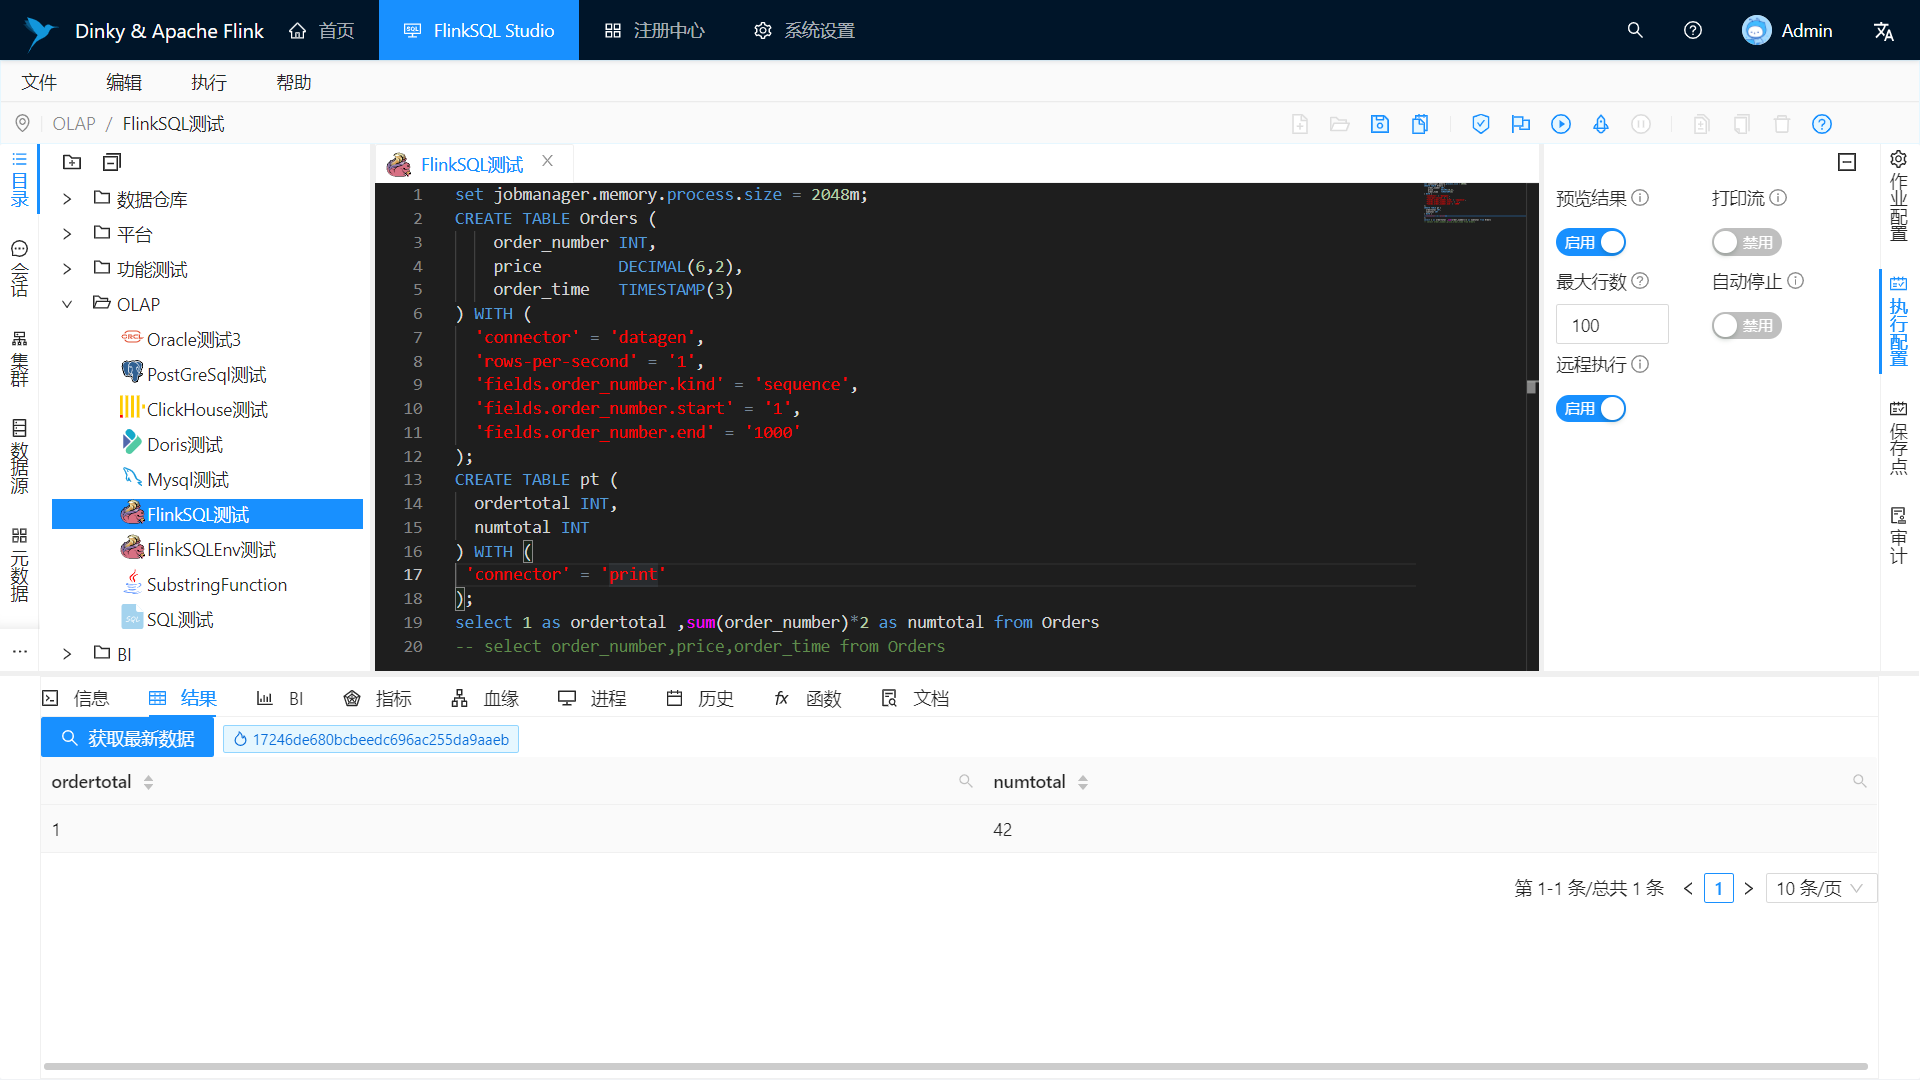 Dinky & Apache Flink 首页 FlinkSQL Studio 注册中心 系统设置 Admin
文件 编辑 执行 帮助
OLAP / FlinkSQL测试
目录
会话
集群
数据源
元数据
数据仓库
平台
功能测试
OLAP
Oracle测试3
PostGreSql测试
ClickHouse测试
Doris测试
Mysql测试
FlinkSQL测试
FlinkSQLEnv测试
SubstringFunction
SQL测试
BI
FlinkSQL测试
1 set jobmanager.memory.process.size = 2048m;
2 CREATE TABLE Orders (
3 order_number INT,
4 price DECIMAL(6,2),
5 order_time TIMESTAMP(3)
6 ) WITH (
7 'connector' = 'datagen',
8 'rows-per-second' = '1',
9 'fields.order_number.kind' = 'sequence',
10 'fields.order_number.start' = '1',
11 'fields.order_number.end' = '1000'
12 );
13 CREATE TABLE pt (
14 ordertotal INT,
15 numtotal INT
16 ) WITH (
17 'connector' = 'print'
18 );
19 select 1 as ordertotal ,sum(order_number)*2 as numtotal from Orders
20 -- select order_number,price,order_time from Orders
预览结果 打印流
启用 禁用
最大行数 自动停止
100 禁用
远程执行
启用
作业配置
执行配置
保存点
审计
信息 结果 BI 指标 血缘 进程 历史 函数 文档
获取最新数据 17246de680bcbeedc696ac255da9aaeb
ordertotal numtotal
1 42
第 1-1 条/总共 1 条 < 1 > 10 条/页